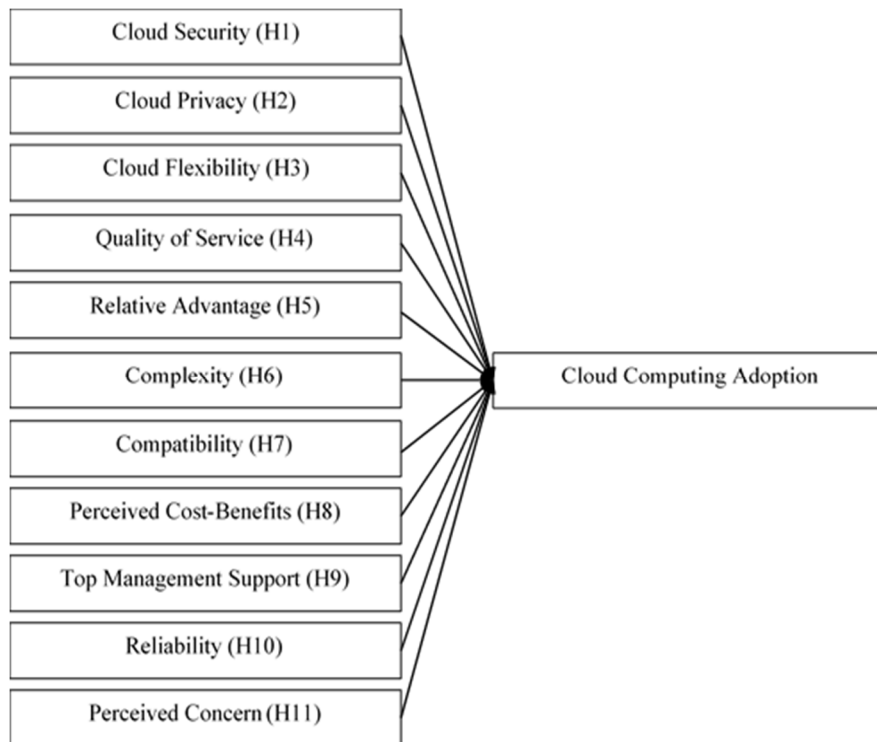 Cloud Security (H1)
Cloud Privacy (H2)
Cloud Flexibility (H3)
Quality of Service (H4)
Relative Advantage (H5)
Complexity (H6)
Cloud Computing Adoption
Compatibility (H7)
Perceived Cost-Benefits (H8)
Top Management Support (H9)
Reliability (H10)
Perceived Concern (H11)